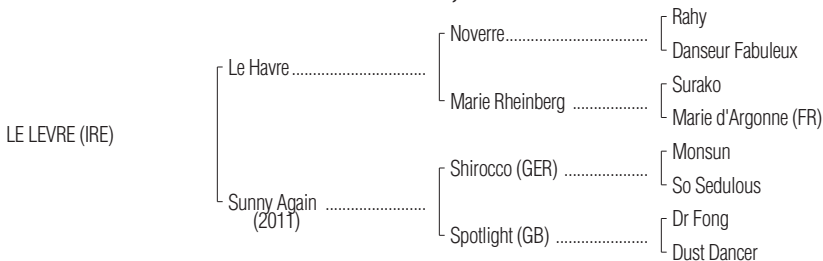 Rahy
Noverre
Danseur Fabuleux
Le Havre
Surako
Marie Rheinberg
Marie d'Argonne (FR)
LE LEVRE (IRE)
Monsun
Shirocco (GER)
So Sedulous
Sunny Again
(2011)
Dr Fong
Spotlight (GB)
Dust Dancer